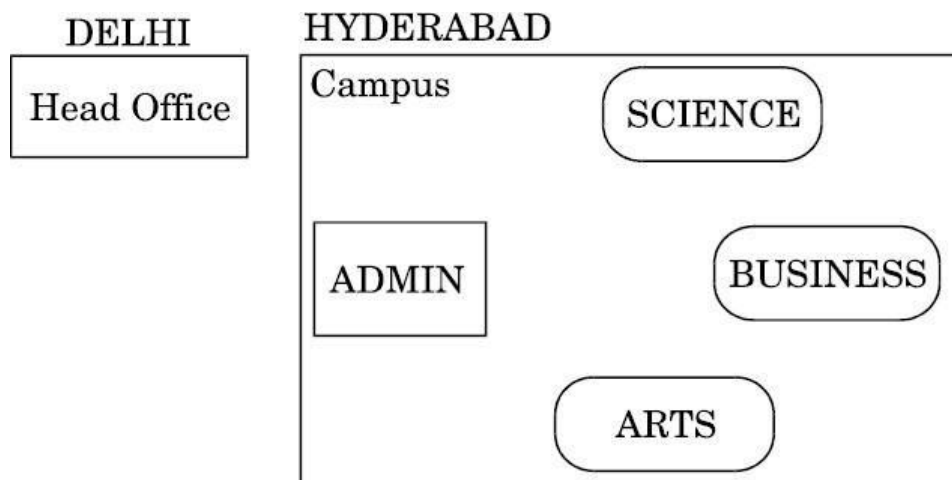 DELHI
HYDERABAD
Head Office
Campus
SCIENCE
ADMIN
BUSINESS
ARTS